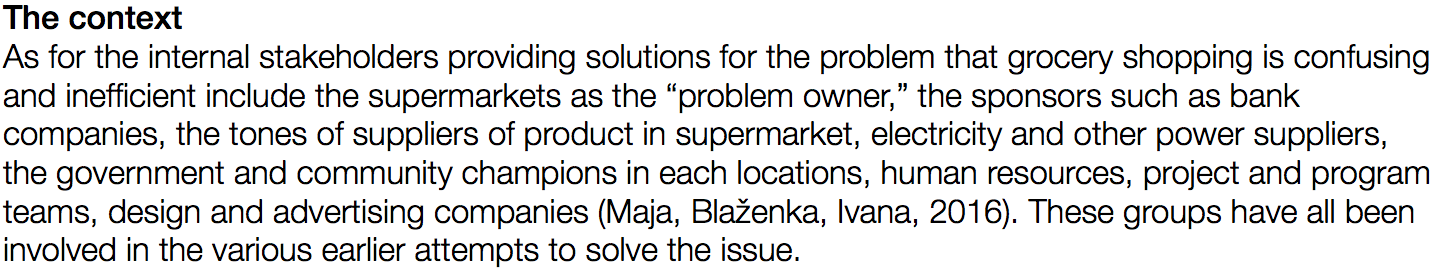 The context
As for the internal stakeholders providing solutions for the problem that grocery shopping is confusing
and inefficient include the supermarkets as the “problem owner,” the sponsors such as bank
companies, the tones of suppliers of product in supermarket, electricity and other power suppliers,
the government and community champions in each locations, human resources, project and program
teams, design and advertising companies (Maja, Blaženka, Ivana, 2016). These groups have all been
involved in the various earlier attempts to solve the issue.